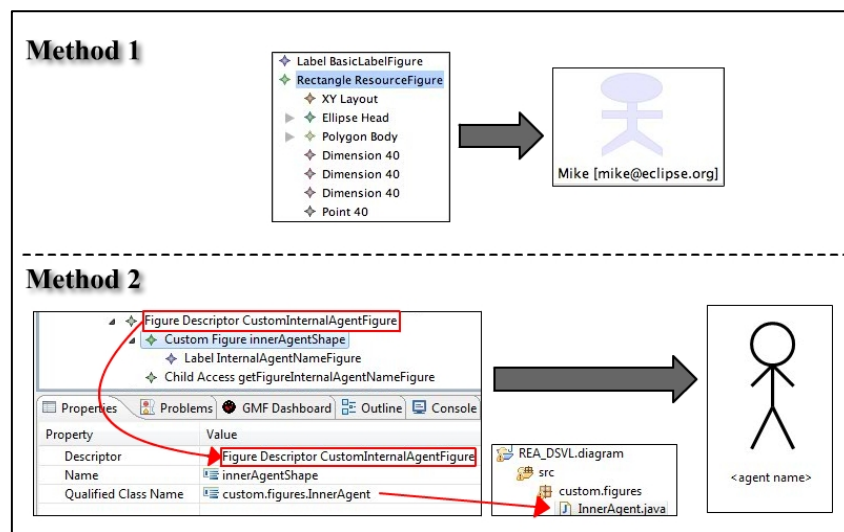 Method 1
Label BasicLabelFigure
Rectangle ResourceFigure
XY Layout
Ellipse Head
Polygon Body
Dimension 40
Dimension 40
Dimension 40
Point 40
Mike [mike@eclipse.org]
Method 2
Figure Descriptor CustomInternalAgentFigure
Custom Figure innerAgentShape
Label InternalAgentNameFigure
Child Access getFigureInternalAgentNameFigure
Properties Problems GMF Dashboard Outline Console
Property Value
Descriptor Figure Descriptor CustomInternalAgentFigure
Name innerAgentShape
Qualified Class Name custom.figures.InnerAgent
REA_DSVL.diagram
src
custom.figures
InnerAgent.java
<agent name>